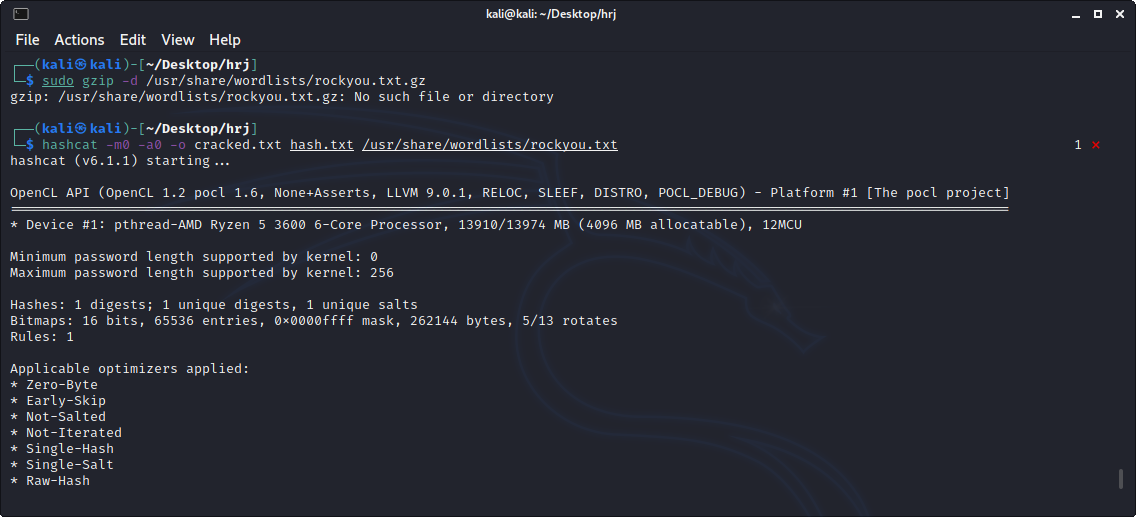 kali@kali: ~/Desktop/hrj
File Actions Edit View Help
┌──(kali㉿kali)-[~/Desktop/hrj]
└─$ sudo gzip -d /usr/share/wordlists/rockyou.txt.gz
gzip: /usr/share/wordlists/rockyou.txt.gz: No such file or directory
┌──(kali㉿kali)-[~/Desktop/hrj]
└─$ hashcat -m0 -a0 -o cracked.txt hash.txt /usr/share/wordlists/rockyou.txt 1 ⨯
hashcat (v6.1.1) starting...
OpenCL API (OpenCL 1.2 pocl 1.6, None+Asserts, LLVM 9.0.1, RELOC, SLEEF, DISTRO, POCL_DEBUG) - Platform #1 [The pocl project]
=============================================================================================================================
* Device #1: pthread-AMD Ryzen 5 3600 6-Core Processor, 13910/13974 MB (4096 MB allocatable), 12MCU
Minimum password length supported by kernel: 0
Maximum password length supported by kernel: 256
Hashes: 1 digests; 1 unique digests, 1 unique salts
Bitmaps: 16 bits, 65536 entries, 0x0000ffff mask, 262144 bytes, 5/13 rotates
Rules: 1
Applicable optimizers applied:
* Zero-Byte
* Early-Skip
* Not-Salted
* Not-Iterated
* Single-Hash
* Single-Salt
* Raw-Hash